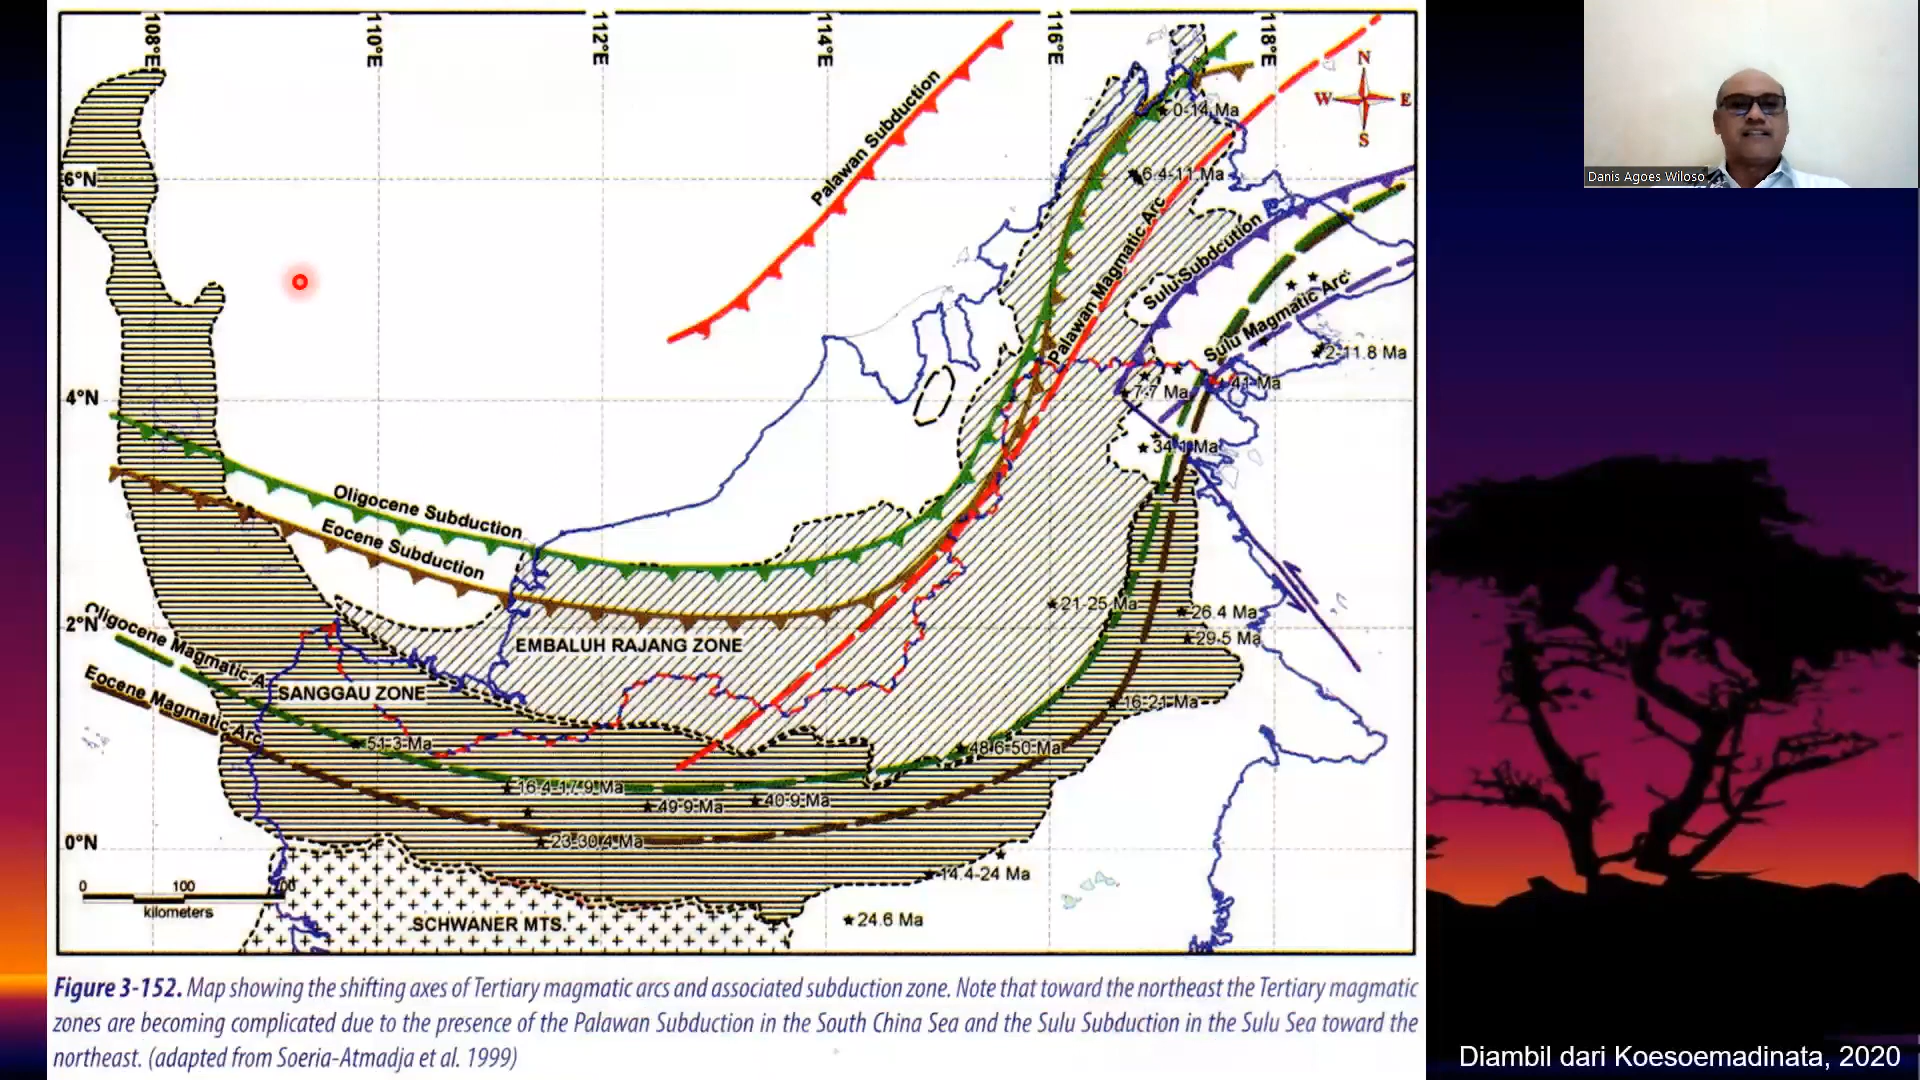 108°E
110°E
112°E
114°E
116°E
118°E
N
W E
S
Palawan Subduction
0-14 Ma
6°N
6.4-11 Ma
Danis Agoes Wiloso
Palawan Magmatic Arc
Sulu Subdcution
Sulu Magmatic Arc
2-11.8 Ma
41 Ma
7-7 Ma
4°N
34.1 Ma
Oligocene Subduction
Eocene Subduction
21-25 Ma
26.4 Ma
Oligocene Magmatic A
2°N
29.5 Ma
EMBALUH RAJANG ZONE
Eocene Magmatic Arc
SANGGAU ZONE
16-21 Ma
51-3 Ma
48.6-50 Ma
16.4-17.9 Ma
49-9 Ma
40-9 Ma
0°N
23-30.4 Ma
14.4-24 Ma
0 100
kilometers
SCHWANER MTS.
24.6 Ma
Figure 3-152. Map showing the shifting axes of Tertiary magmatic arcs and associated subduction zone. Note that toward the northeast the Tertiary magmatic
zones are becoming complicated due to the presence of the Palawan Subduction in the South China Sea and the Sulu Subduction in the Sulu Sea toward the
northeast. (adapted from Soeria-Atmadja et al. 1999)
Diambil dari Koesoemadinata, 2020